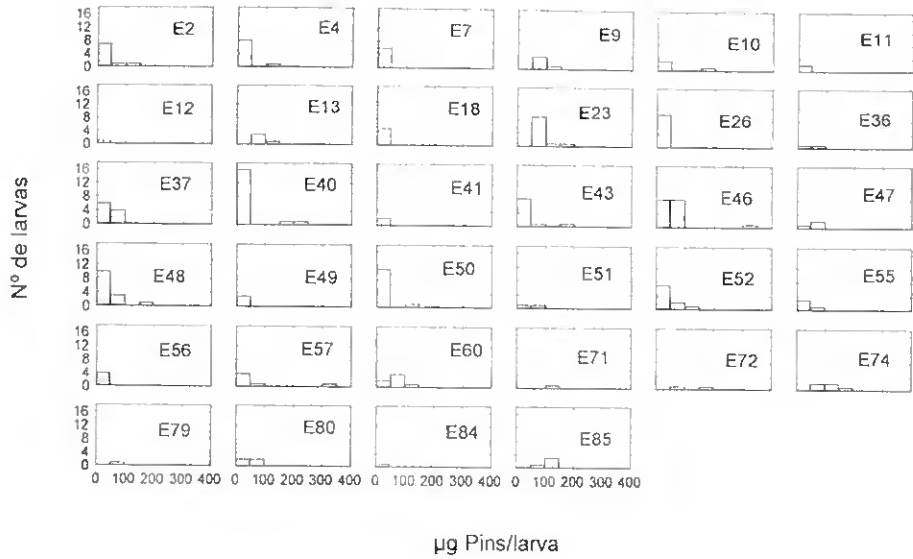 16 12 8 4 0 E2 E4 E7 E9 E10 E11
16 12 8 4 0 E12 E13 E18 E23 E26 E36
16 12 8 4 0 E37 E40 E41 E43 E46 E47
16 12 8 4 0 E48 E49 E50 E51 E52 E55
16 12 8 4 0 E56 E57 E60 E71 E72 E74
16 12 8 4 0 E79 E80 E84 E85
0 100 200 300 400 0 100 200 300 400 0 100 200 300 400 0 100 200 300 400
Nº de larvas
µg Pins/larva